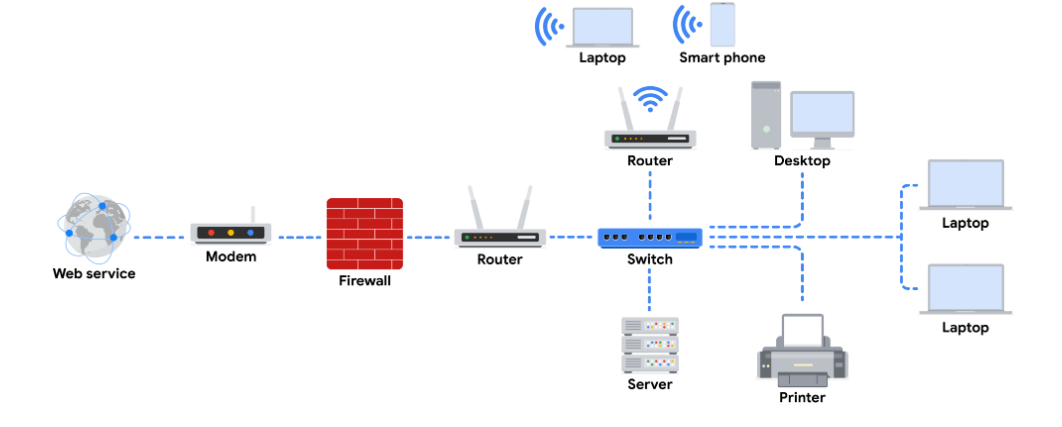 Laptop
Smart phone
Router
Desktop
Laptop
Web service
Modem
Firewall
Router
Switch
Laptop
Server
Printer